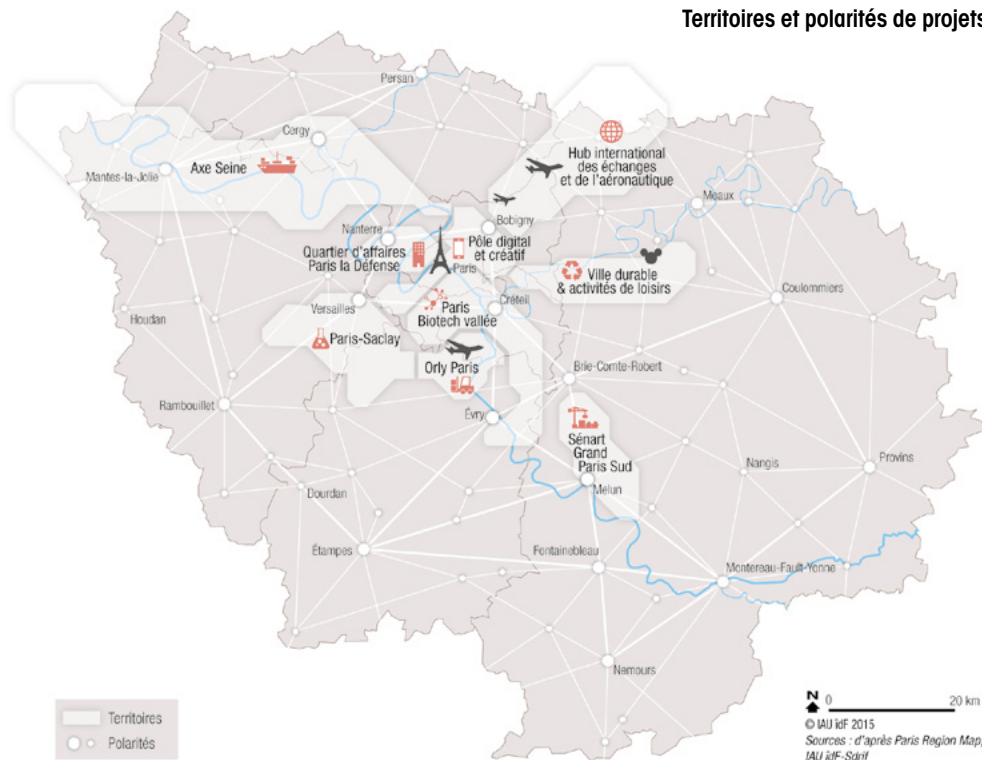 Territoires et polarités de projets
Persan
Cergy
Axe Seine
Mantes-la-Jolie
Hub international
des échanges
et de l'aéronautique
Meaux
Bobigny
Nanterre
Quartier d'affaires
Paris la Défense
Pôle digital
et créatif
Paris
Ville durable
& activités de loisirs
Coulommiers
Versailles
Créteil
Houdan
Paris
Biotech vallée
Paris-Saclay
Orly Paris
Brie-Comte-Robert
Rambouillet
Évry
Sénart
Grand
Paris Sud
Provins
Nangis
Melun
Dourdan
Étampes
Fontainebleau
Montereau-Fault-Yonne
Nemours
Territoires
Polarités
N 0 20 km
© IAU îdF 2015
Sources : d'après Paris Region Map,
IAU îdF-Sdrif